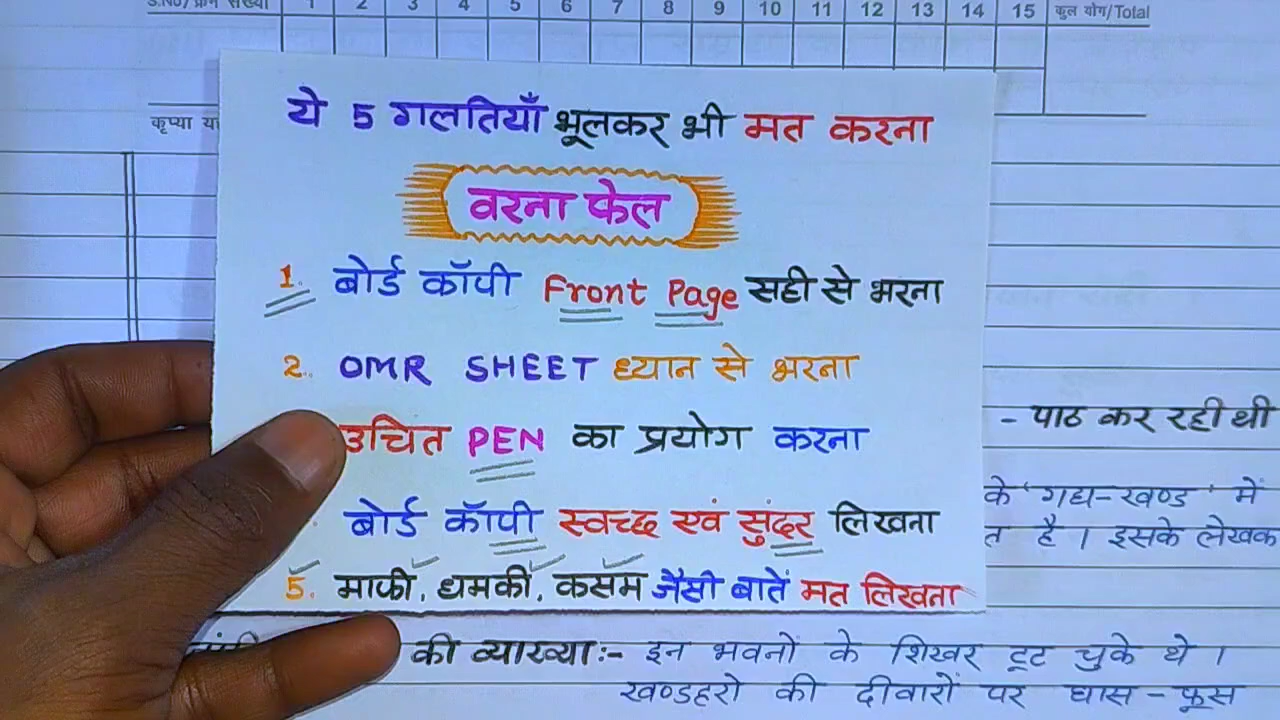 S.No/क्रम संख्या 1 2 3 4 5 6 7 8 9 10 11 12 13 14 15 कुल योग/Total
ये 5 गलतियाँ भूलकर भी मत करना
कृप्या
वरना फेल
1. बोर्ड कॉपी Front Page सही से भरना
2. OMR SHEET ध्यान से भरना
- पाठ कर रही थी
उचित PEN का प्रयोग करना
के 'गद्य-खण्ड' में
बोर्ड कॉपी स्वच्छ एवं सुंदर लिखना
त है। इसके लेखक
5. माफी, धमकी, कसम जैसी बातें मत लिखना
की व्याख्या:- इन भवनों के शिखर टूट चुके थे।
खण्डहरो की दीवारों पर घास-फूस